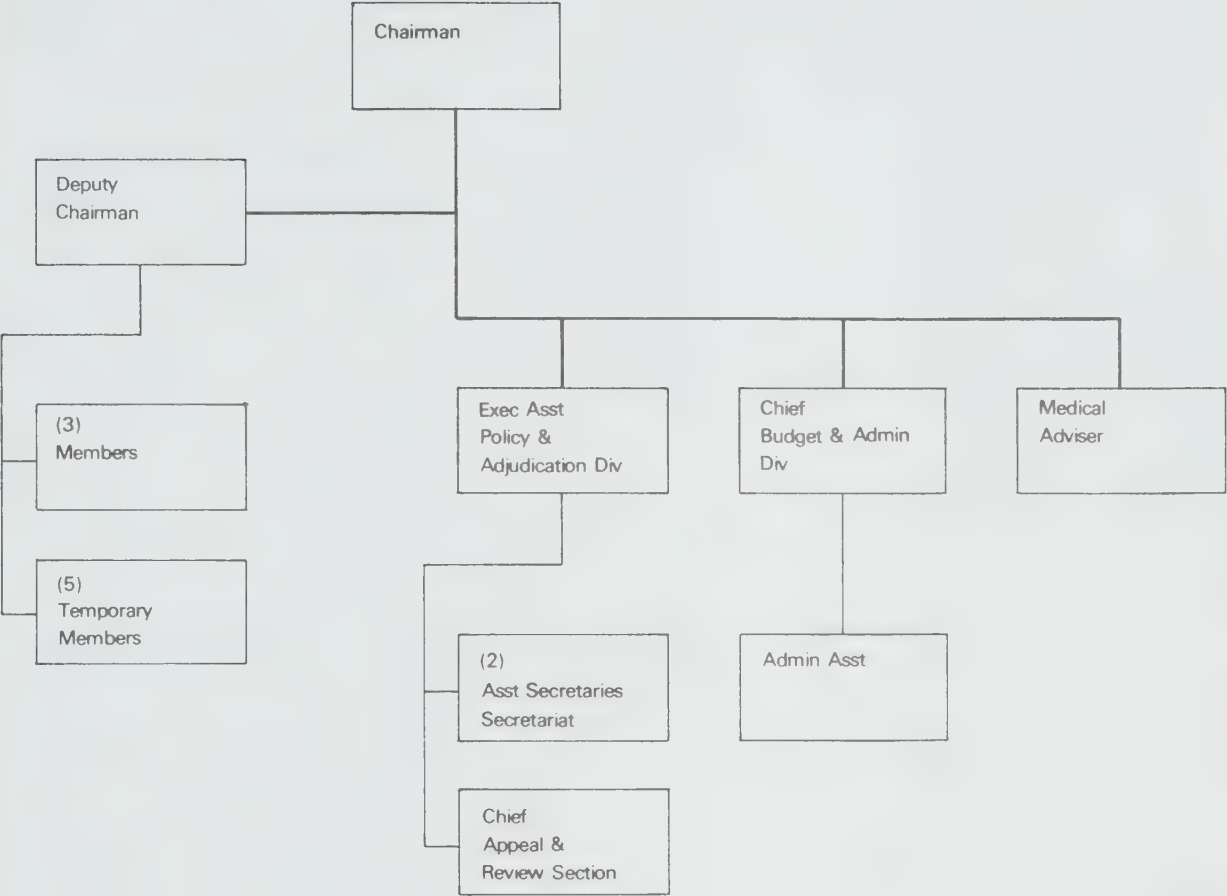 Chairman
Deputy
Chairman
(3)
Members
(5)
Temporary
Members
Exec Asst
Policy &
Adjudication Div
Chief
Budget & Admin
Div
Medical
Adviser
(2)
Asst Secretaries
Secretariat
Admin Asst
Chief
Appeal &
Review Section